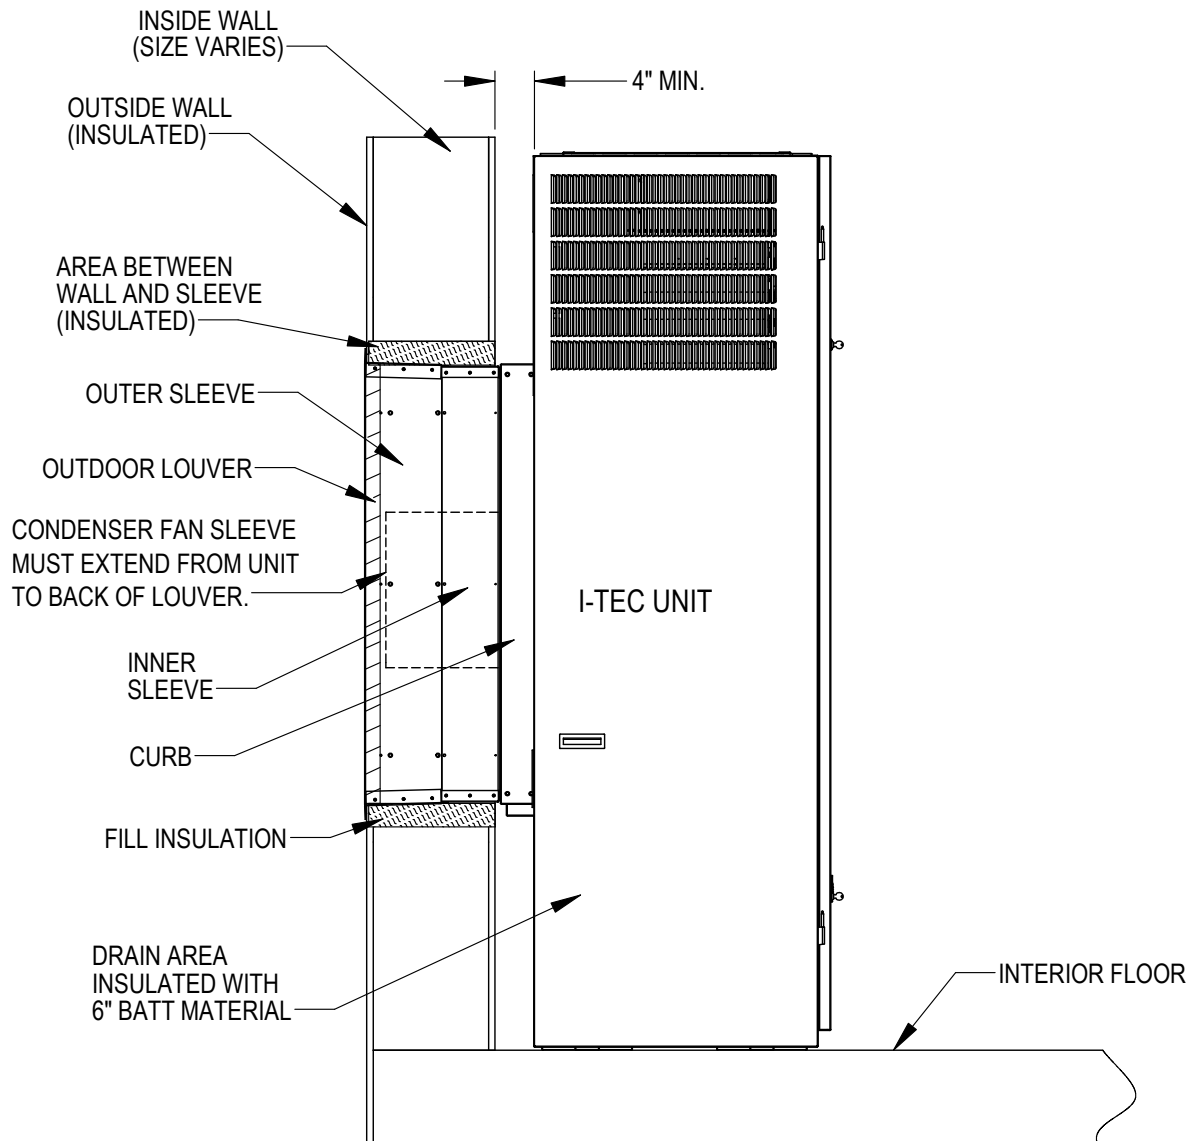 INSIDE WALL
(SIZE VARIES)
4" MIN.
OUTSIDE WALL
(INSULATED)
AREA BETWEEN
WALL AND SLEEVE
(INSULATED)
OUTER SLEEVE
OUTDOOR LOUVER
CONDENSER FAN SLEEVE
MUST EXTEND FROM UNIT
TO BACK OF LOUVER.
I-TEC UNIT
INNER
SLEEVE
CURB
FILL INSULATION
DRAIN AREA
INSULATED WITH
6" BATT MATERIAL
INTERIOR FLOOR